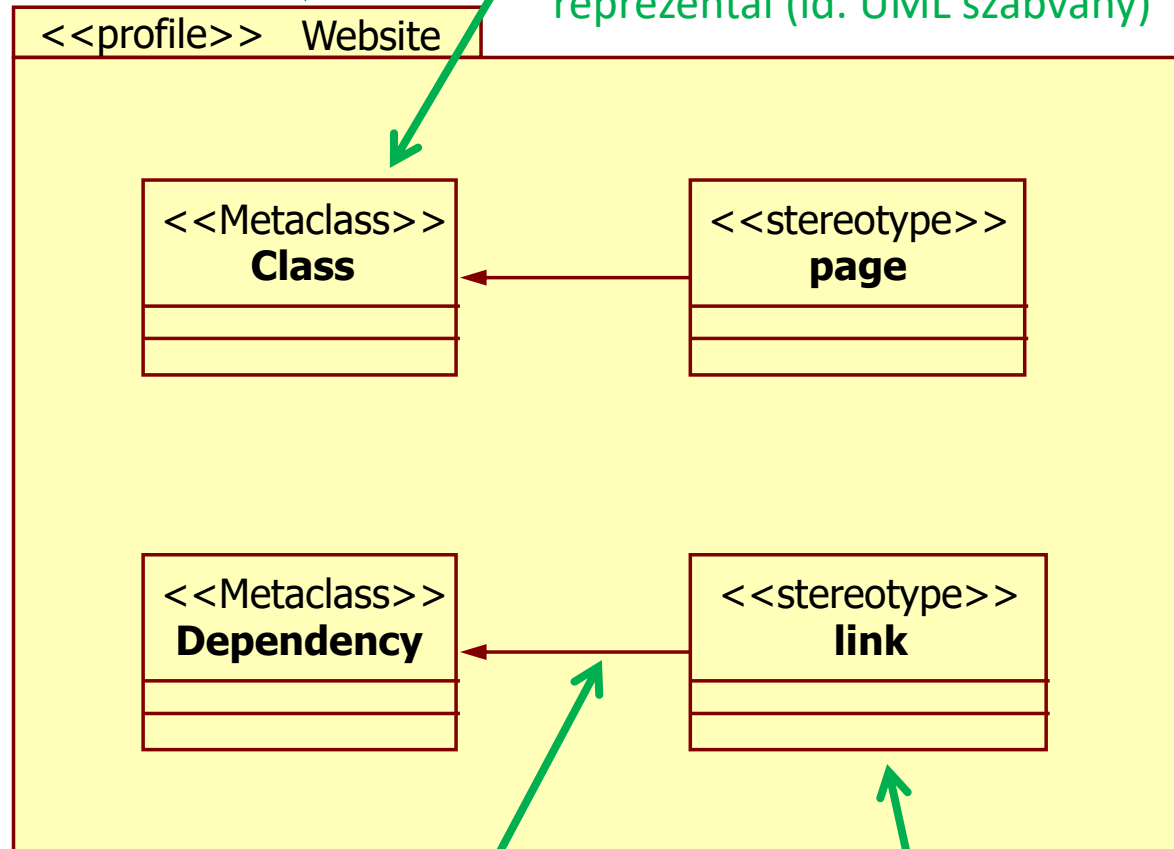 reprezentál (ld. UML szabvány)
<<profile>> Website
<<Metaclass>>
Class
<<stereotype>>
page
<<Metaclass>>
Dependency
<<stereotype>>
link